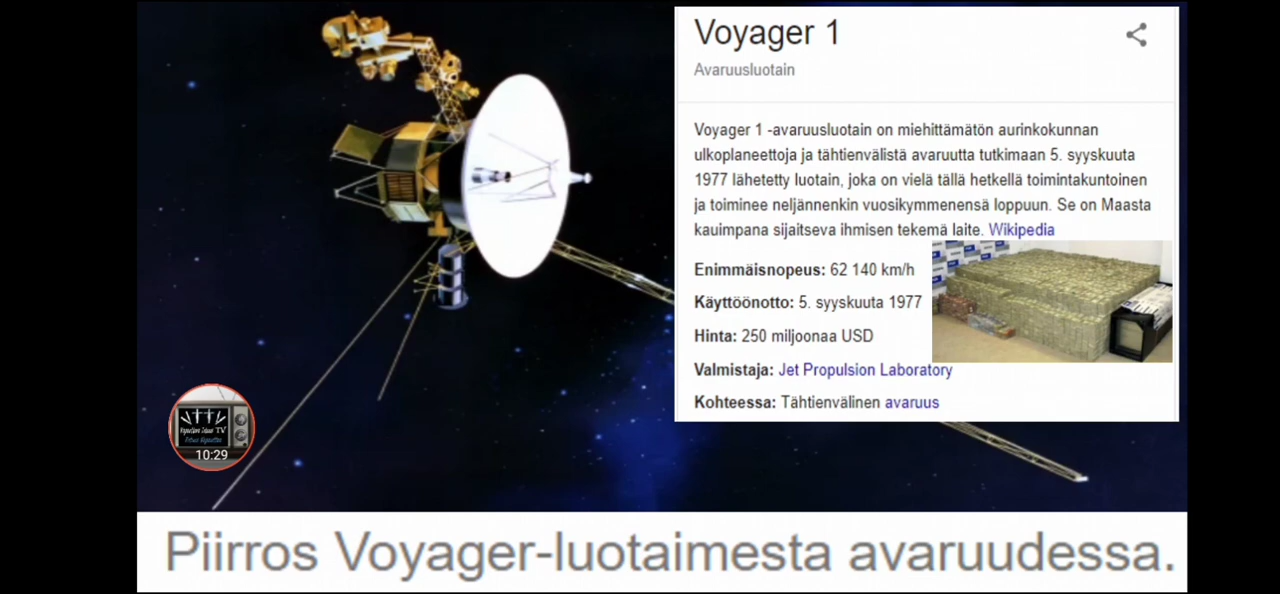 Voyager 1
Avaruusluotain
Voyager 1 -avaruusluotain on miehittämätön aurinkokunnan
ulkoplaneettoja ja tähtienvälistä avaruutta tutkimaan 5. syyskuuta
1977 lähetetty luotain, joka on vielä tällä hetkellä toimintakuntoinen
ja toiminee neljännenkin vuosikymmenensä loppuun. Se on Maasta
kauimpana sijaitseva ihmisen tekemä laite. Wikipedia
Enimmäisnopeus: 62 140 km/h
Käyttöönotto: 5. syyskuuta 1977
Hinta: 250 miljoonaa USD
Valmistaja: Jet Propulsion Laboratory
Kohteessa: Tähtienvälinen avaruus
TV
10:29
Piirros Voyager-luotaimesta avaruudessa.